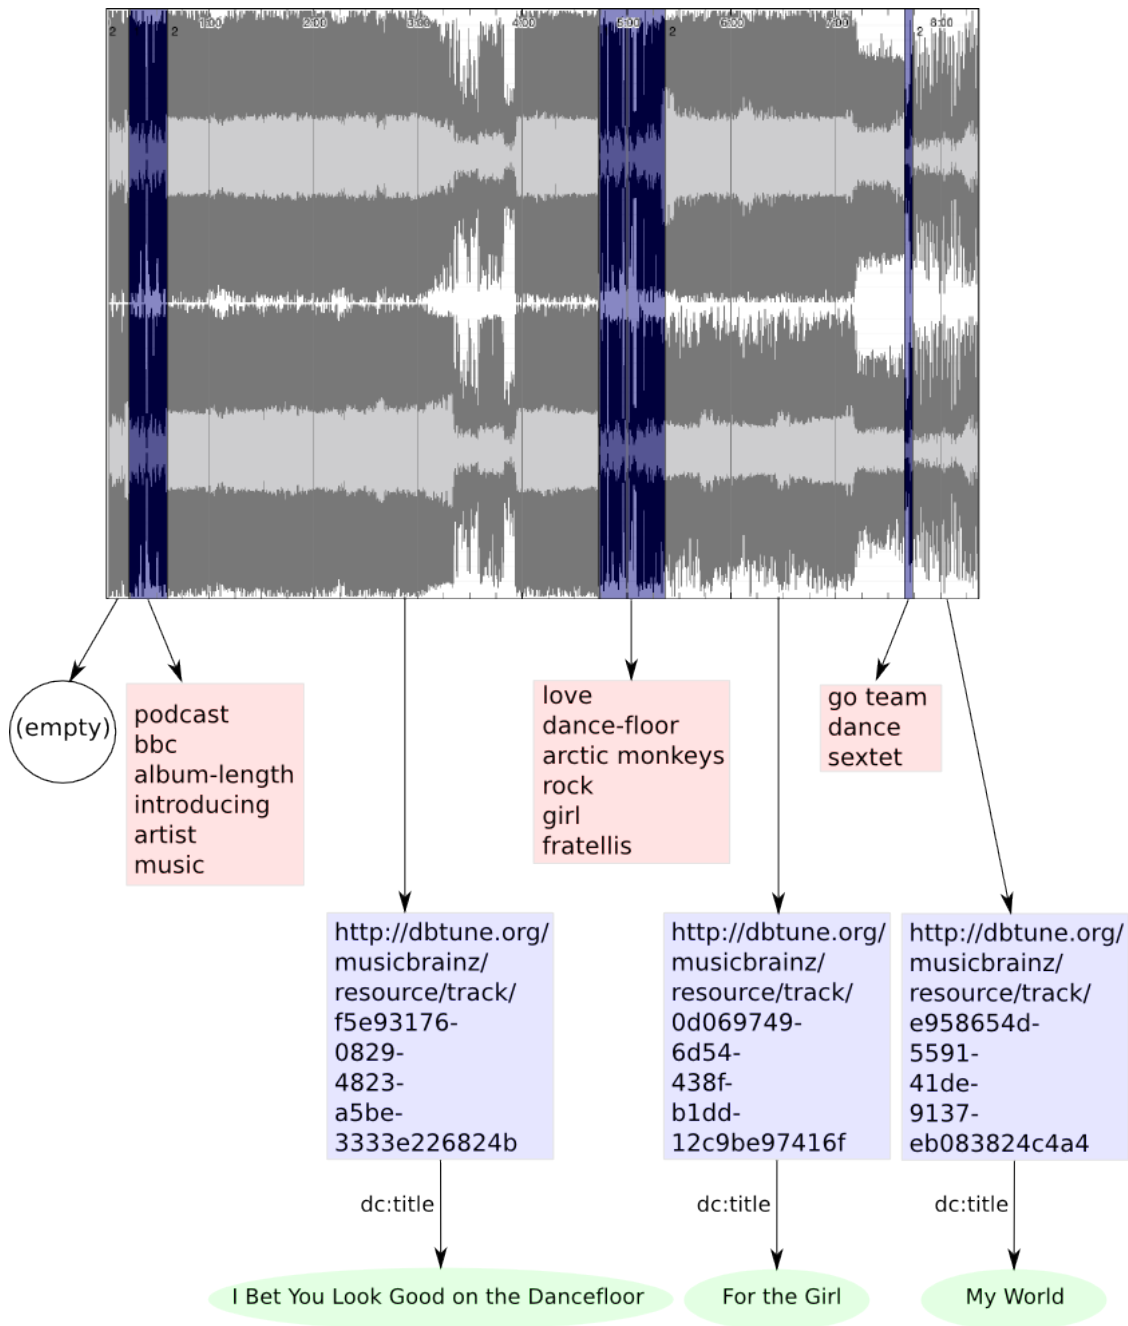 1:00 2:00 3:00 4:00 5:00 6:00 7:00 8:00
2 2 2 2
(empty)
podcast
bbc
album-length
introducing
artist
music
love
dance-floor
arctic monkeys
rock
girl
fratellis
go team
dance
sextet
http://dbtune.org/
musicbrainz/
resource/track/
f5e93176-
0829-
4823-
a5be-
3333e226824b
http://dbtune.org/
musicbrainz/
resource/track/
0d069749-
6d54-
438f-
b1dd-
12c9be97416f
http://dbtune.org/
musicbrainz/
resource/track/
e958654d-
5591-
41de-
9137-
eb083824c4a4
dc:title
dc:title
dc:title
I Bet You Look Good on the Dancefloor
For the Girl
My World